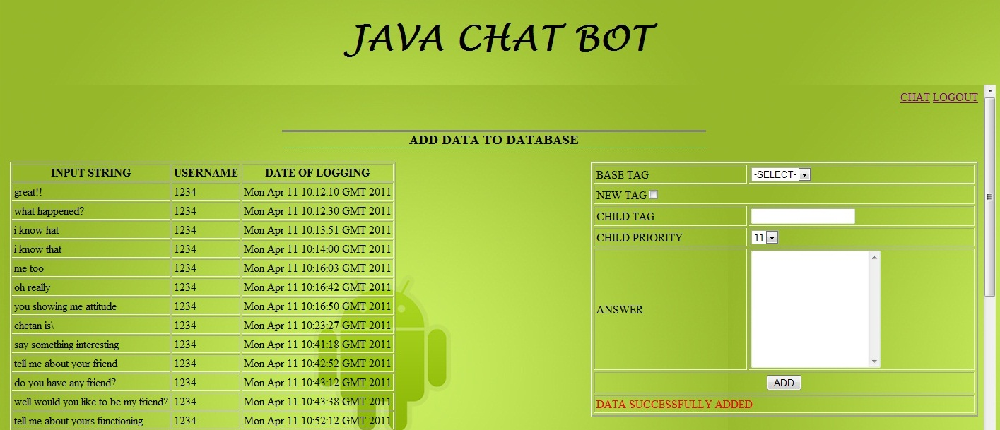 JAVA CHAT BOT
CHAT LOGOUT
ADD DATA TO DATABASE
INPUT STRING USERNAME DATE OF LOGGING
great!! 1234 Mon Apr 11 10:12:10 GMT 2011
what happened? 1234 Mon Apr 11 10:12:30 GMT 2011
i know hat 1234 Mon Apr 11 10:13:51 GMT 2011
i know that 1234 Mon Apr 11 10:14:00 GMT 2011
me too 1234 Mon Apr 11 10:16:03 GMT 2011
oh really 1234 Mon Apr 11 10:16:42 GMT 2011
you showing me attitude 1234 Mon Apr 11 10:16:50 GMT 2011
chetan is\ 1234 Mon Apr 11 10:23:27 GMT 2011
say something interesting 1234 Mon Apr 11 10:41:18 GMT 2011
tell me about your friend 1234 Mon Apr 11 10:42:52 GMT 2011
do you have any friend? 1234 Mon Apr 11 10:43:12 GMT 2011
well would you like to be my friend? 1234 Mon Apr 11 10:43:38 GMT 2011
tell me about yours functioning 1234 Mon Apr 11 10:52:12 GMT 2011
BASE TAG -SELECT-
NEW TAG
CHILD TAG
CHILD PRIORITY 11
ANSWER
ADD
DATA SUCCESSFULLY ADDED